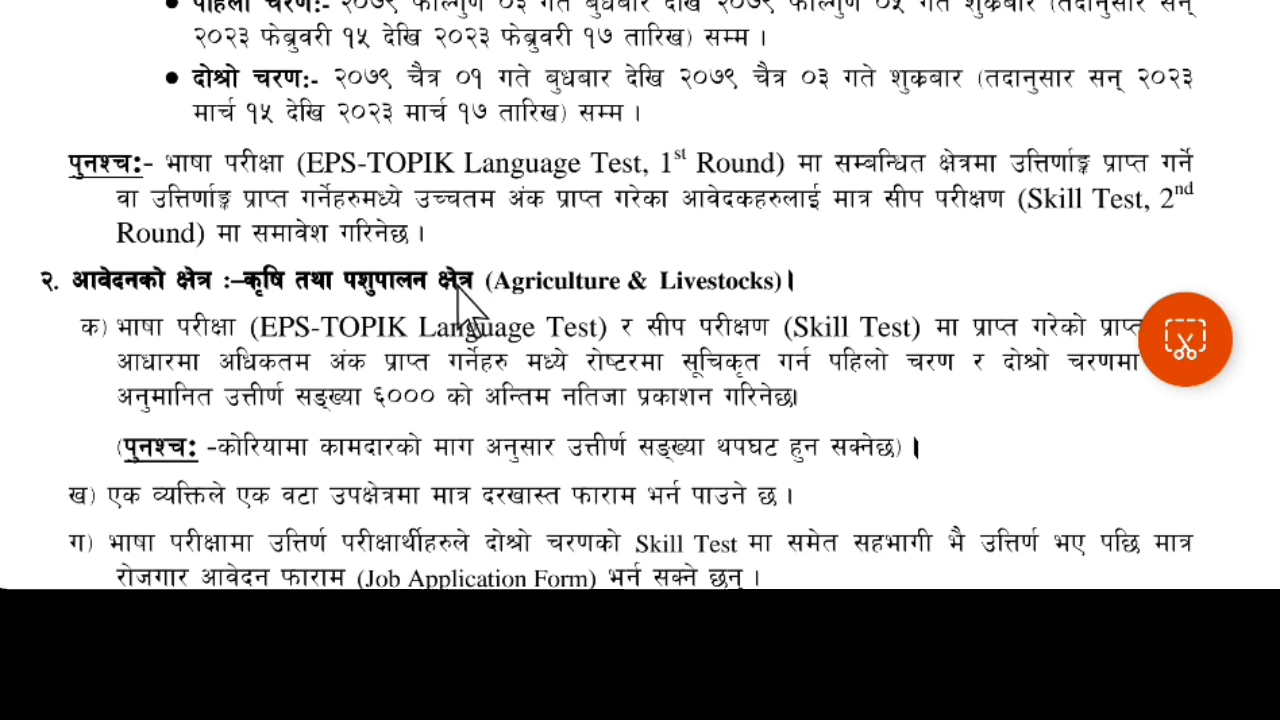 पहिलो चरण:- २०७९ फाल्गुण ०३ गते बुधबार देखि २०७९ फाल्गुण ०५ गते शुक्रबार (तदानुसार सन्
२०२३ फेब्रुवरी १५ देखि २०२३ फेब्रुवरी १७ तारिख) सम्म ।
● दोश्रो चरण:- २०७९ चैत्र ०१ गते बुधबार देखि २०७९ चैत्र ०३ गते शुक्रबार (तदानुसार सन् २०२३
मार्च १५ देखि २०२३ मार्च १७ तारिख) सम्म ।
पुनश्च:- भाषा परीक्षा (EPS-TOPIK Language Test, 1st Round) मा सम्बन्धित क्षेत्रमा उत्तिर्णाङ्क प्राप्त गर्ने
वा उत्तिर्णाङ्क प्राप्त गर्नेहरुमध्ये उच्चतम अंक प्राप्त गरेका आवेदकहरुलाई मात्र सीप परीक्षण (Skill Test, 2nd
Round) मा समावेश गरिनेछ ।
२. आवेदनको क्षेत्र :–कृषि तथा पशुपालन क्षेत्र (Agriculture & Livestocks)।
क) भाषा परीक्षा (EPS-TOPIK Language Test) र सीप परीक्षण (Skill Test) मा प्राप्त गरेको
आधारमा अधिकतम अंक प्राप्त गर्नेहरु मध्ये रोष्टरमा सूचिकृत गर्न पहिलो चरण र दोश्रो चरणमा
अनुमानित उत्तीर्ण सङ्ख्या ६००० को अन्तिम नतिजा प्रकाशन गरिनेछ।
(पुनश्च: -कोरियामा कामदारको माग अनुसार उत्तीर्ण सङ्ख्या थपघट हुन सक्नेछ) ।
ख) एक व्यक्तिले एक वटा उपक्षेत्रमा मात्र दरखास्त फाराम भर्न पाउने छ ।
ग) भाषा परीक्षामा उत्तिर्ण परीक्षार्थीहरुले दोश्रो चरणको Skill Test मा समेत सहभागी भै उत्तिर्ण भए पछि मात्र
रोजगार आवेदन फाराम (Job Application Form) भर्न सक्ने छन् ।